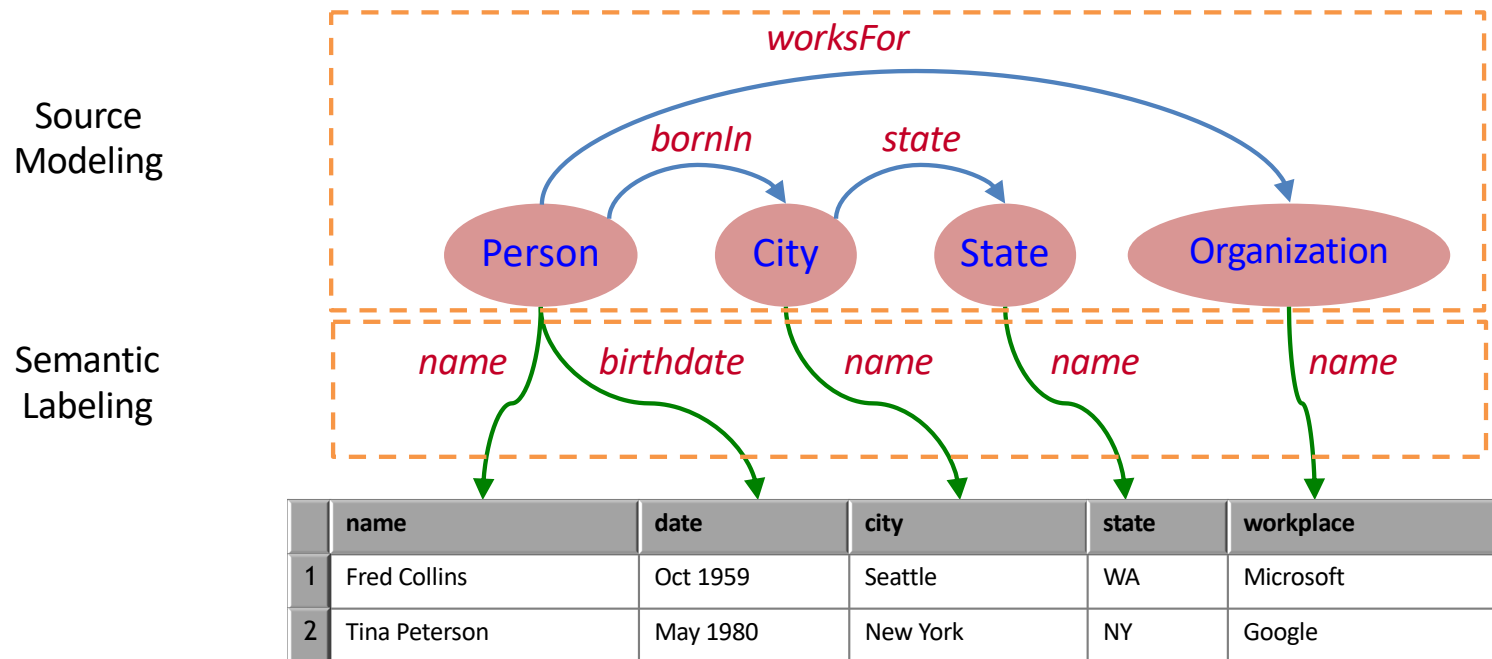 worksFor
Source
Modeling
bornIn state
Person City State Organization
Semantic
Labeling
name birthdate name name name
name date city state workplace
1 Fred Collins Oct 1959 Seattle WA Microsoft
2 Tina Peterson May 1980 New York NY Google